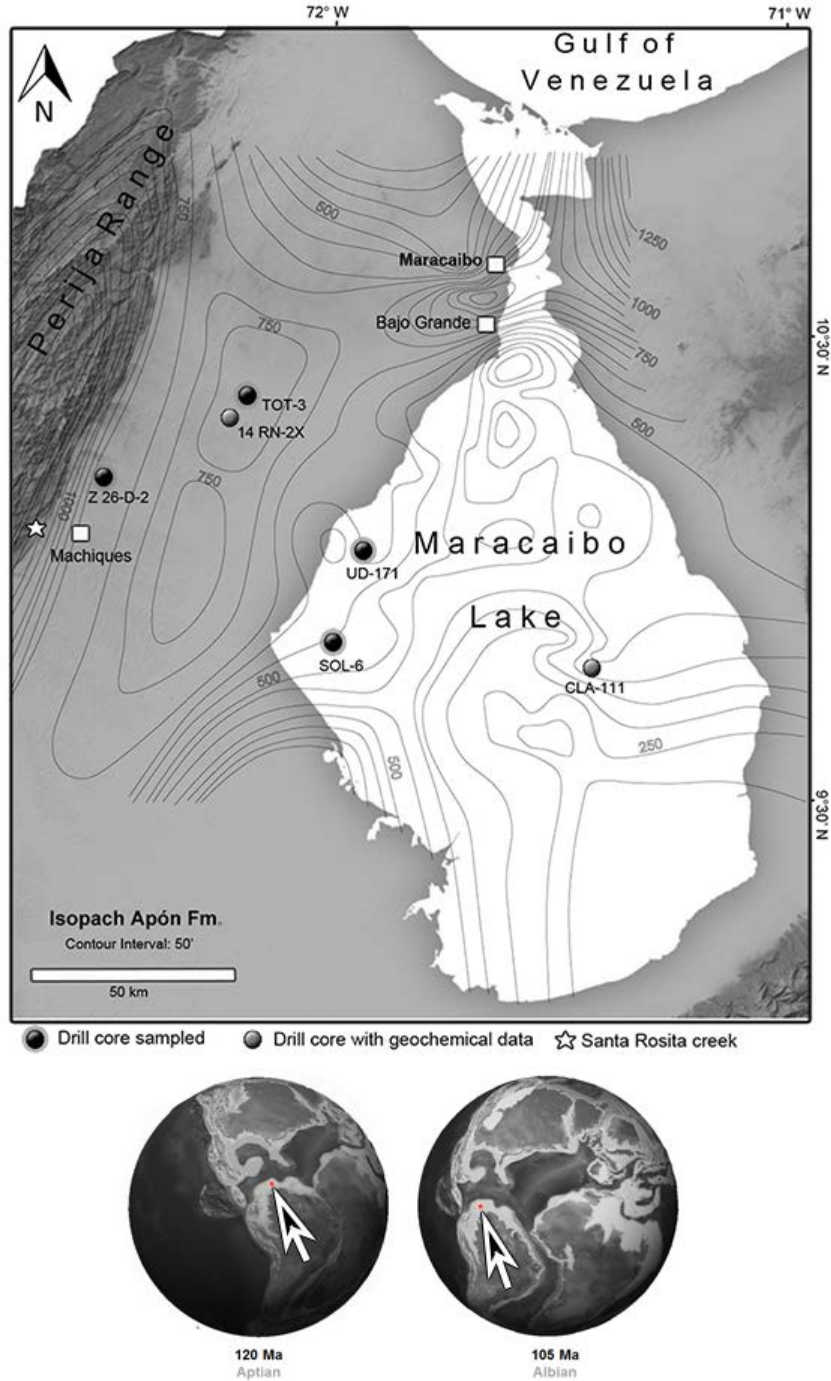 72° W
71° W
Gulf of
Venezuela
N
Perija Range
750
500
1250
Maracaibo
1000
Bajo Grande
750
750
10°30' N
TOT-3
500
14 RN-2X
750
Z 26-D-2
1000
Machiques
Maracaibo
UD-171
Lake
SOL-6
500
CLA-111
250
500
9°30' N
Isopach Apón Fm.
Contour Interval: 50'
50 km
Drill core sampled
Drill core with geochemical data
Santa Rosita creek
120 Ma
Aptian
105 Ma
Albian